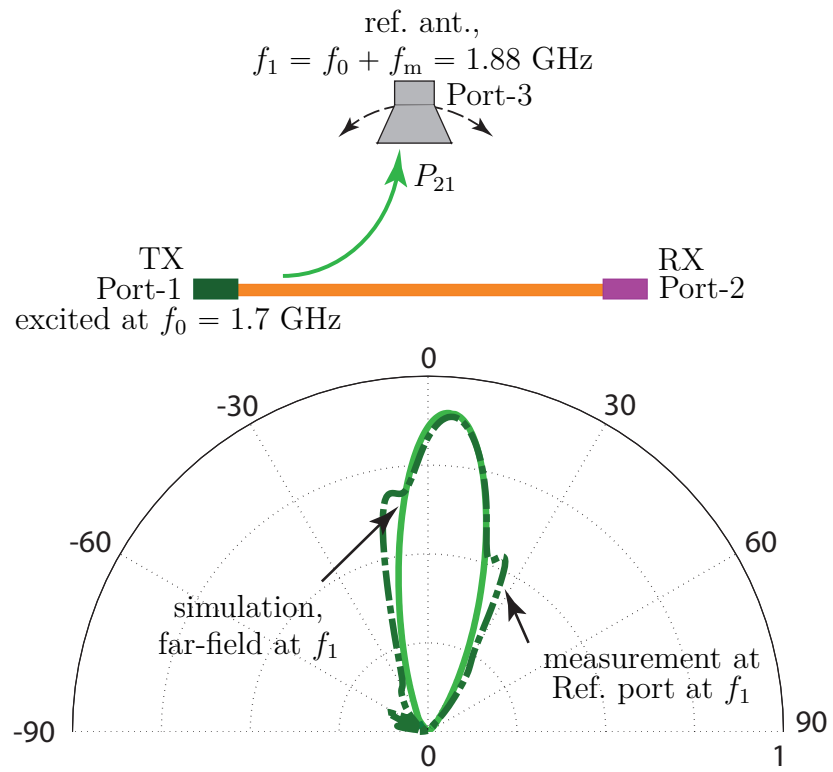 ref. ant.,
f₁ = f₀ + fₘ = 1.88 GHz
Port-3
P₂₁
TX
Port-1
excited at f₀ = 1.7 GHz
RX
Port-2
0
-30
30
-60
60
simulation,
far-field at f₁
measurement at
Ref. port at f₁
-90
90
0
1